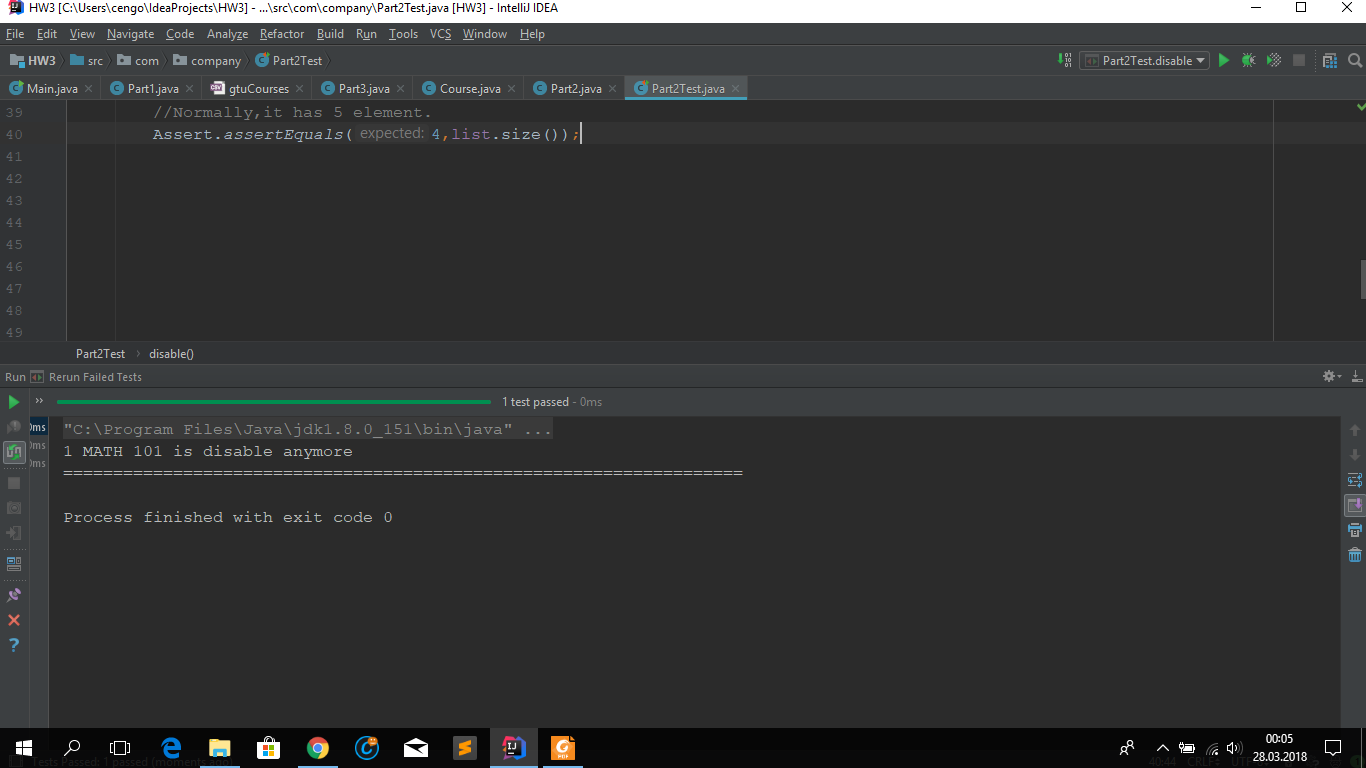 HW3 [C:\Users\cengo\IdeaProjects\HW3] - ...\src\com\company\Part2Test.java [HW3] - IntelliJ IDEA
File Edit View Navigate Code Analyze Refactor Build Run Tools VCS Window Help
HW3 src com company Part2Test Part2Test.disable
Main.java Part1.java gtuCourses Part3.java Course.java Part2.java Part2Test.java
39 //Normally,it has 5 element.
40 Assert.assertEquals( expected: 4,list.size());
41
42
43
44
45
46
47
48
49
Part2Test disable()
Run Rerun Failed Tests
1 test passed - 0ms
0ms "C:\Program Files\Java\jdk1.8.0_151\bin\java" ...
0ms 1 MATH 101 is disable anymore
0ms ====================================================================
Process finished with exit code 0
00:05
28.03.2018
Tests Passed: 1 passed (moments ago) 40:44 CRLF÷